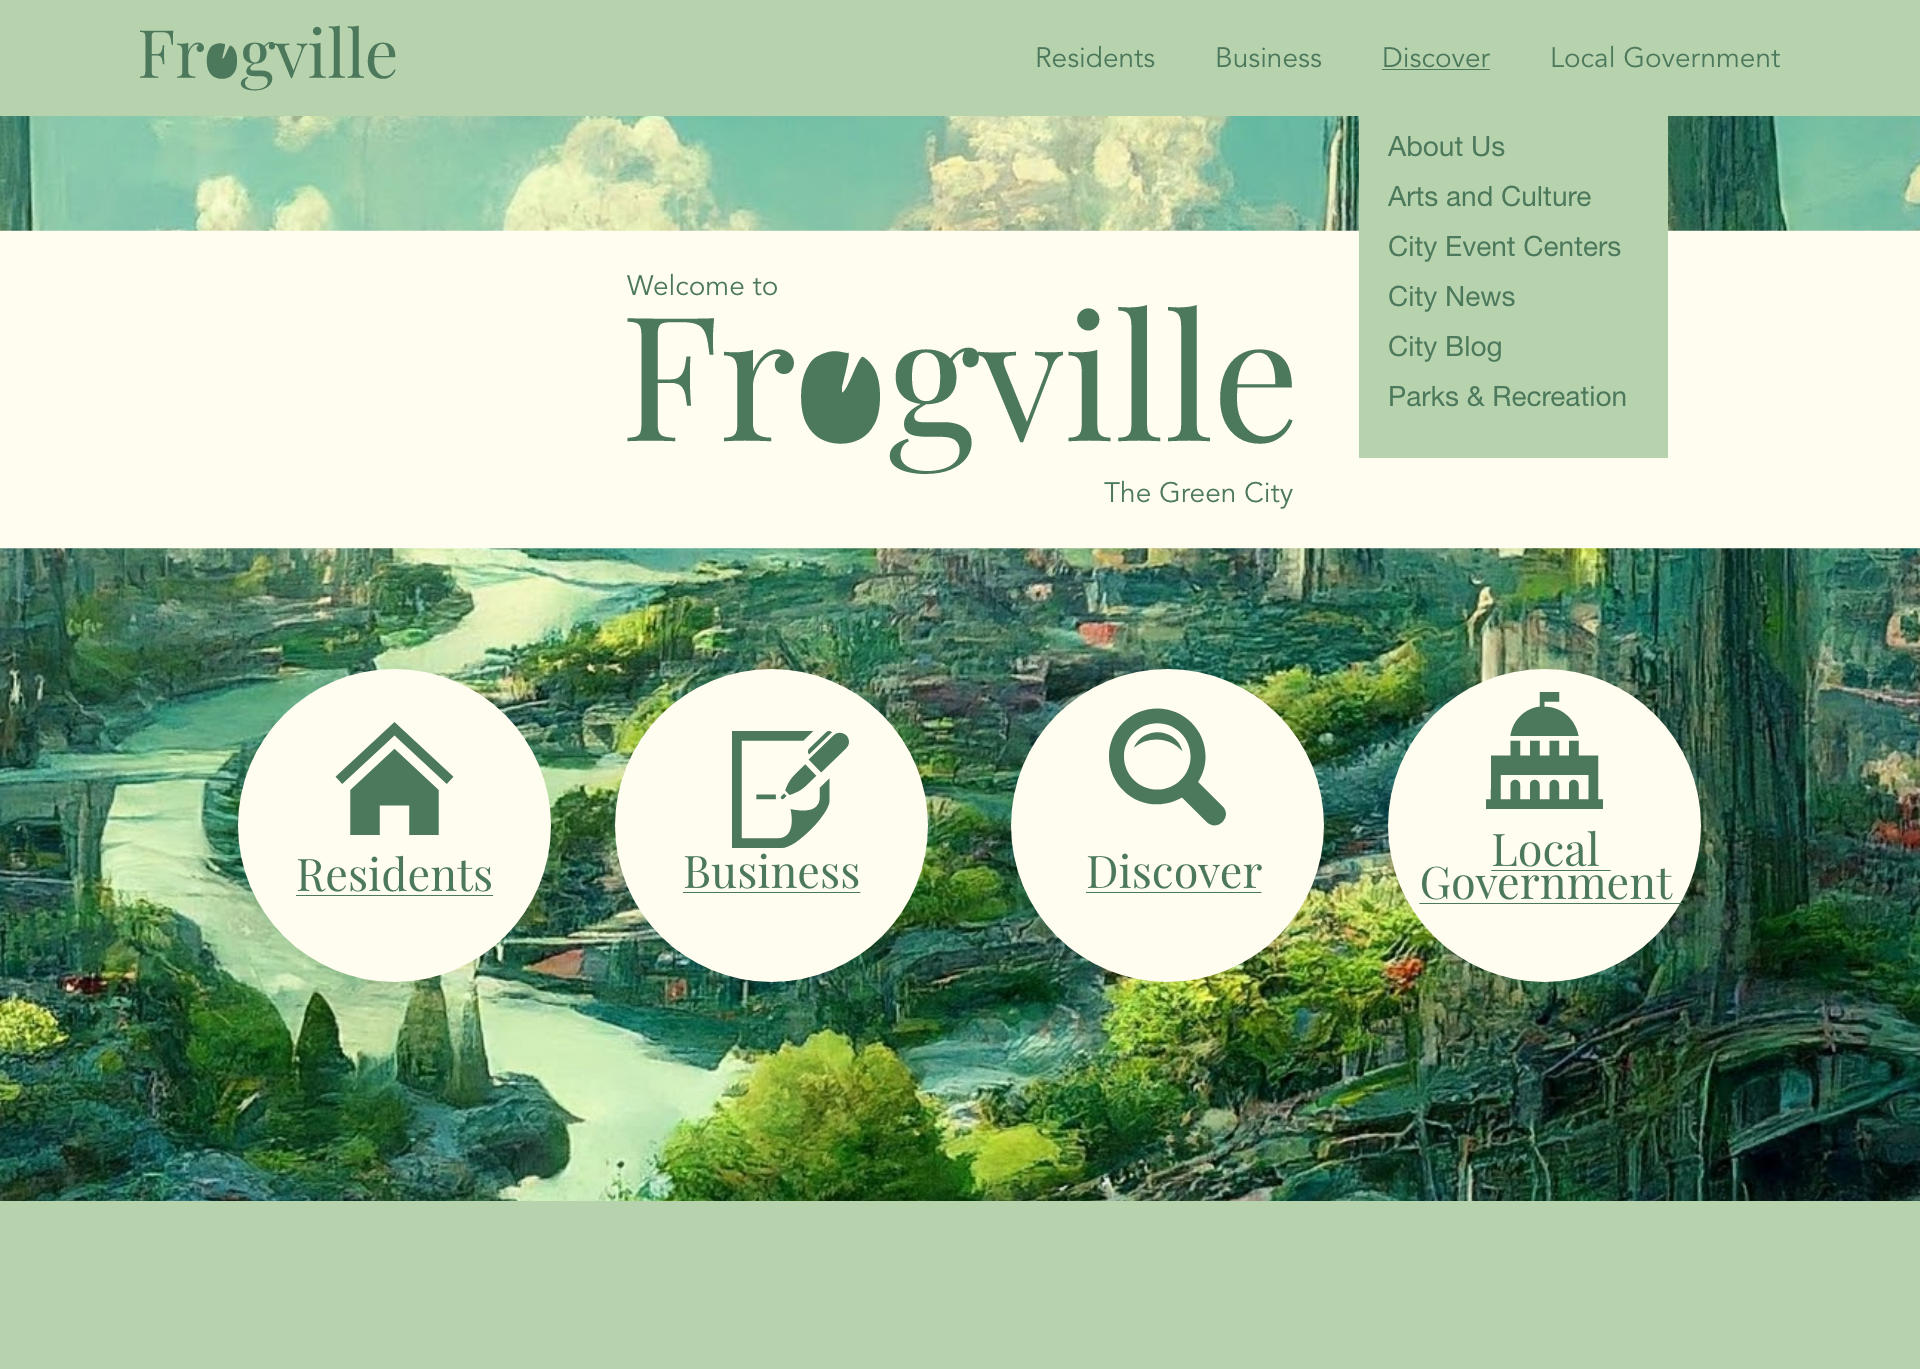 Frogville
Residents
Business
Discover
Local Government
About Us
Arts and Culture
City Event Centers
City News
City Blog
Parks & Recreation
Welcome to
Frogville
The Green City
Residents
Business
Discover
Local
Government